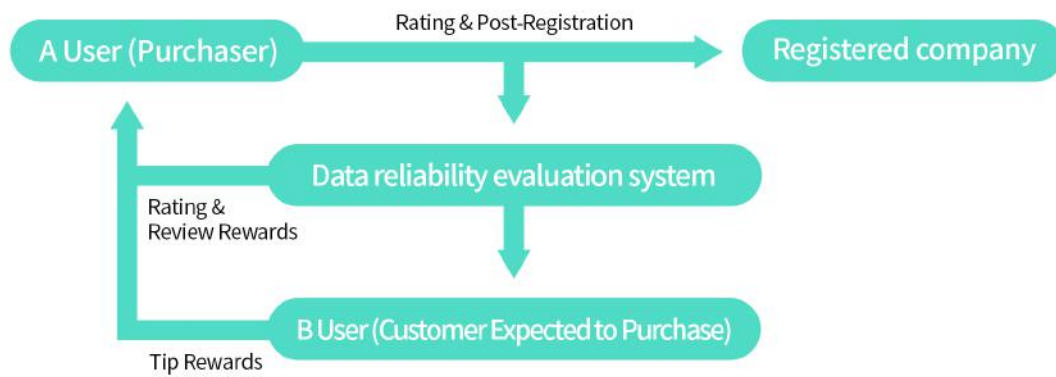 Rating & Post-Registration
A User (Purchaser)
Registered company
Data reliability evaluation system
Rating &
Review Rewards
B User (Customer Expected to Purchase)
Tip Rewards